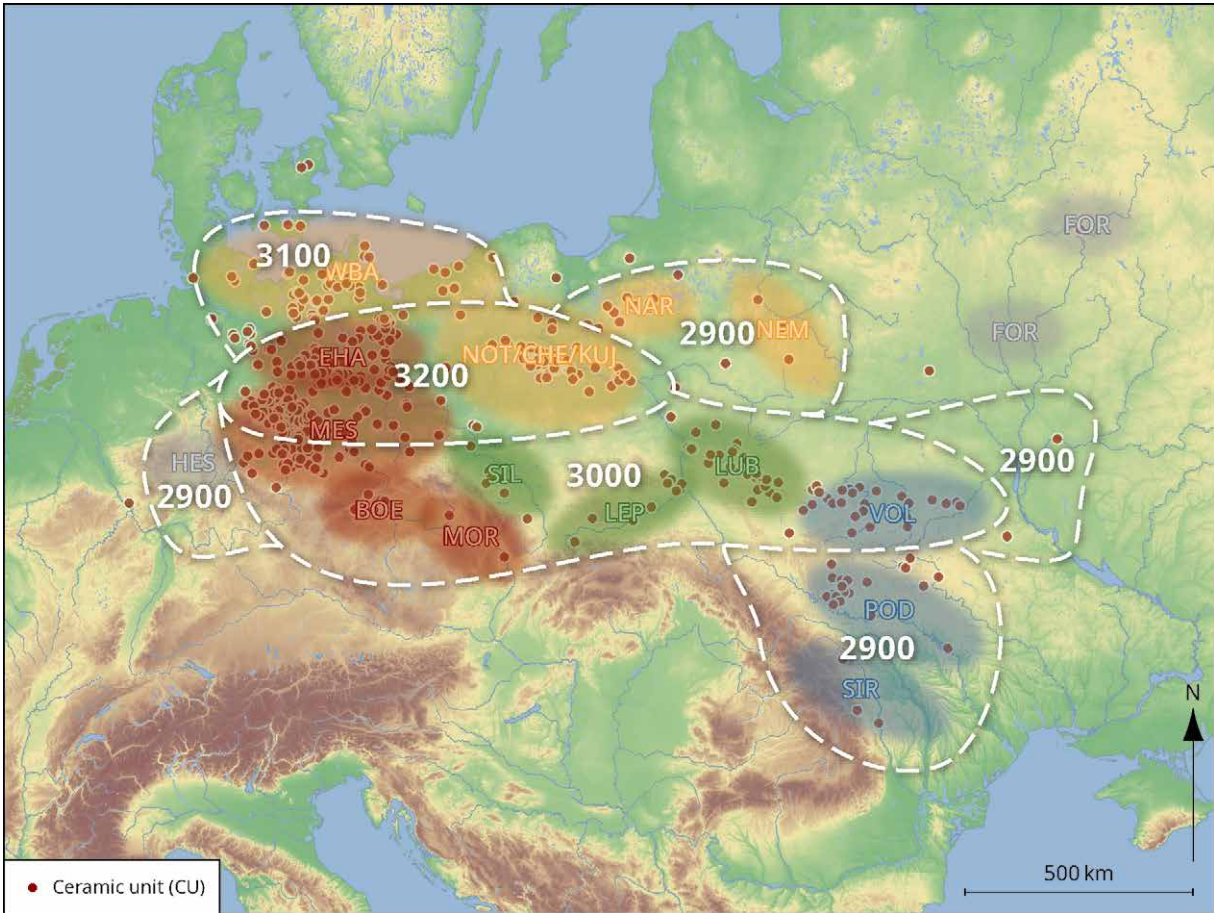 FOR
3100
WBA
NAR
2900
NEM
FOR
EHA
NOT/CHE/KUJ
3200
MES
HES
2900
SIL
3000
LUB
2900
BOE
LEP
VOL
MOR
POD
2900
SIR
N
500 km
Ceramic unit (CU)